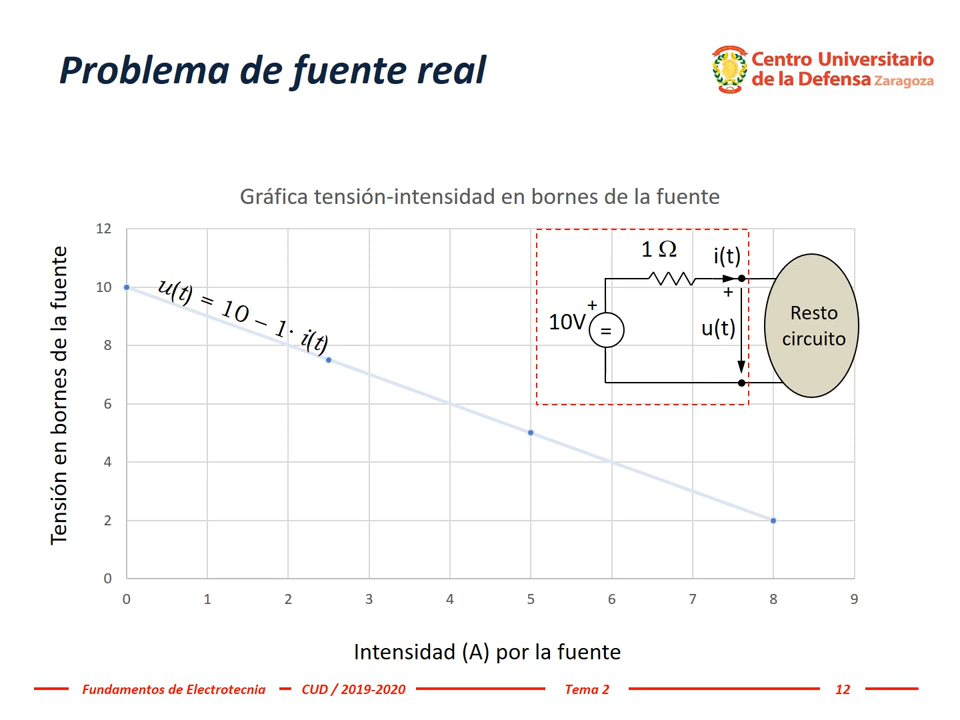 Problema de fuente real
Centro Universitario
de la Defensa Zaragoza
Gráfica tensión-intensidad en bornes de la fuente
Tensión en bornes de la fuente
12
10
8
6
4
2
0
u(t) = 10 − 1· i(t)
1 Ω
i(t)
+
+
10V
=
u(t)
Resto
circuito
0 1 2 3 4 5 6 7 8 9
Intensidad (A) por la fuente
Fundamentos de Electrotecnia CUD / 2019-2020 Tema 2 12